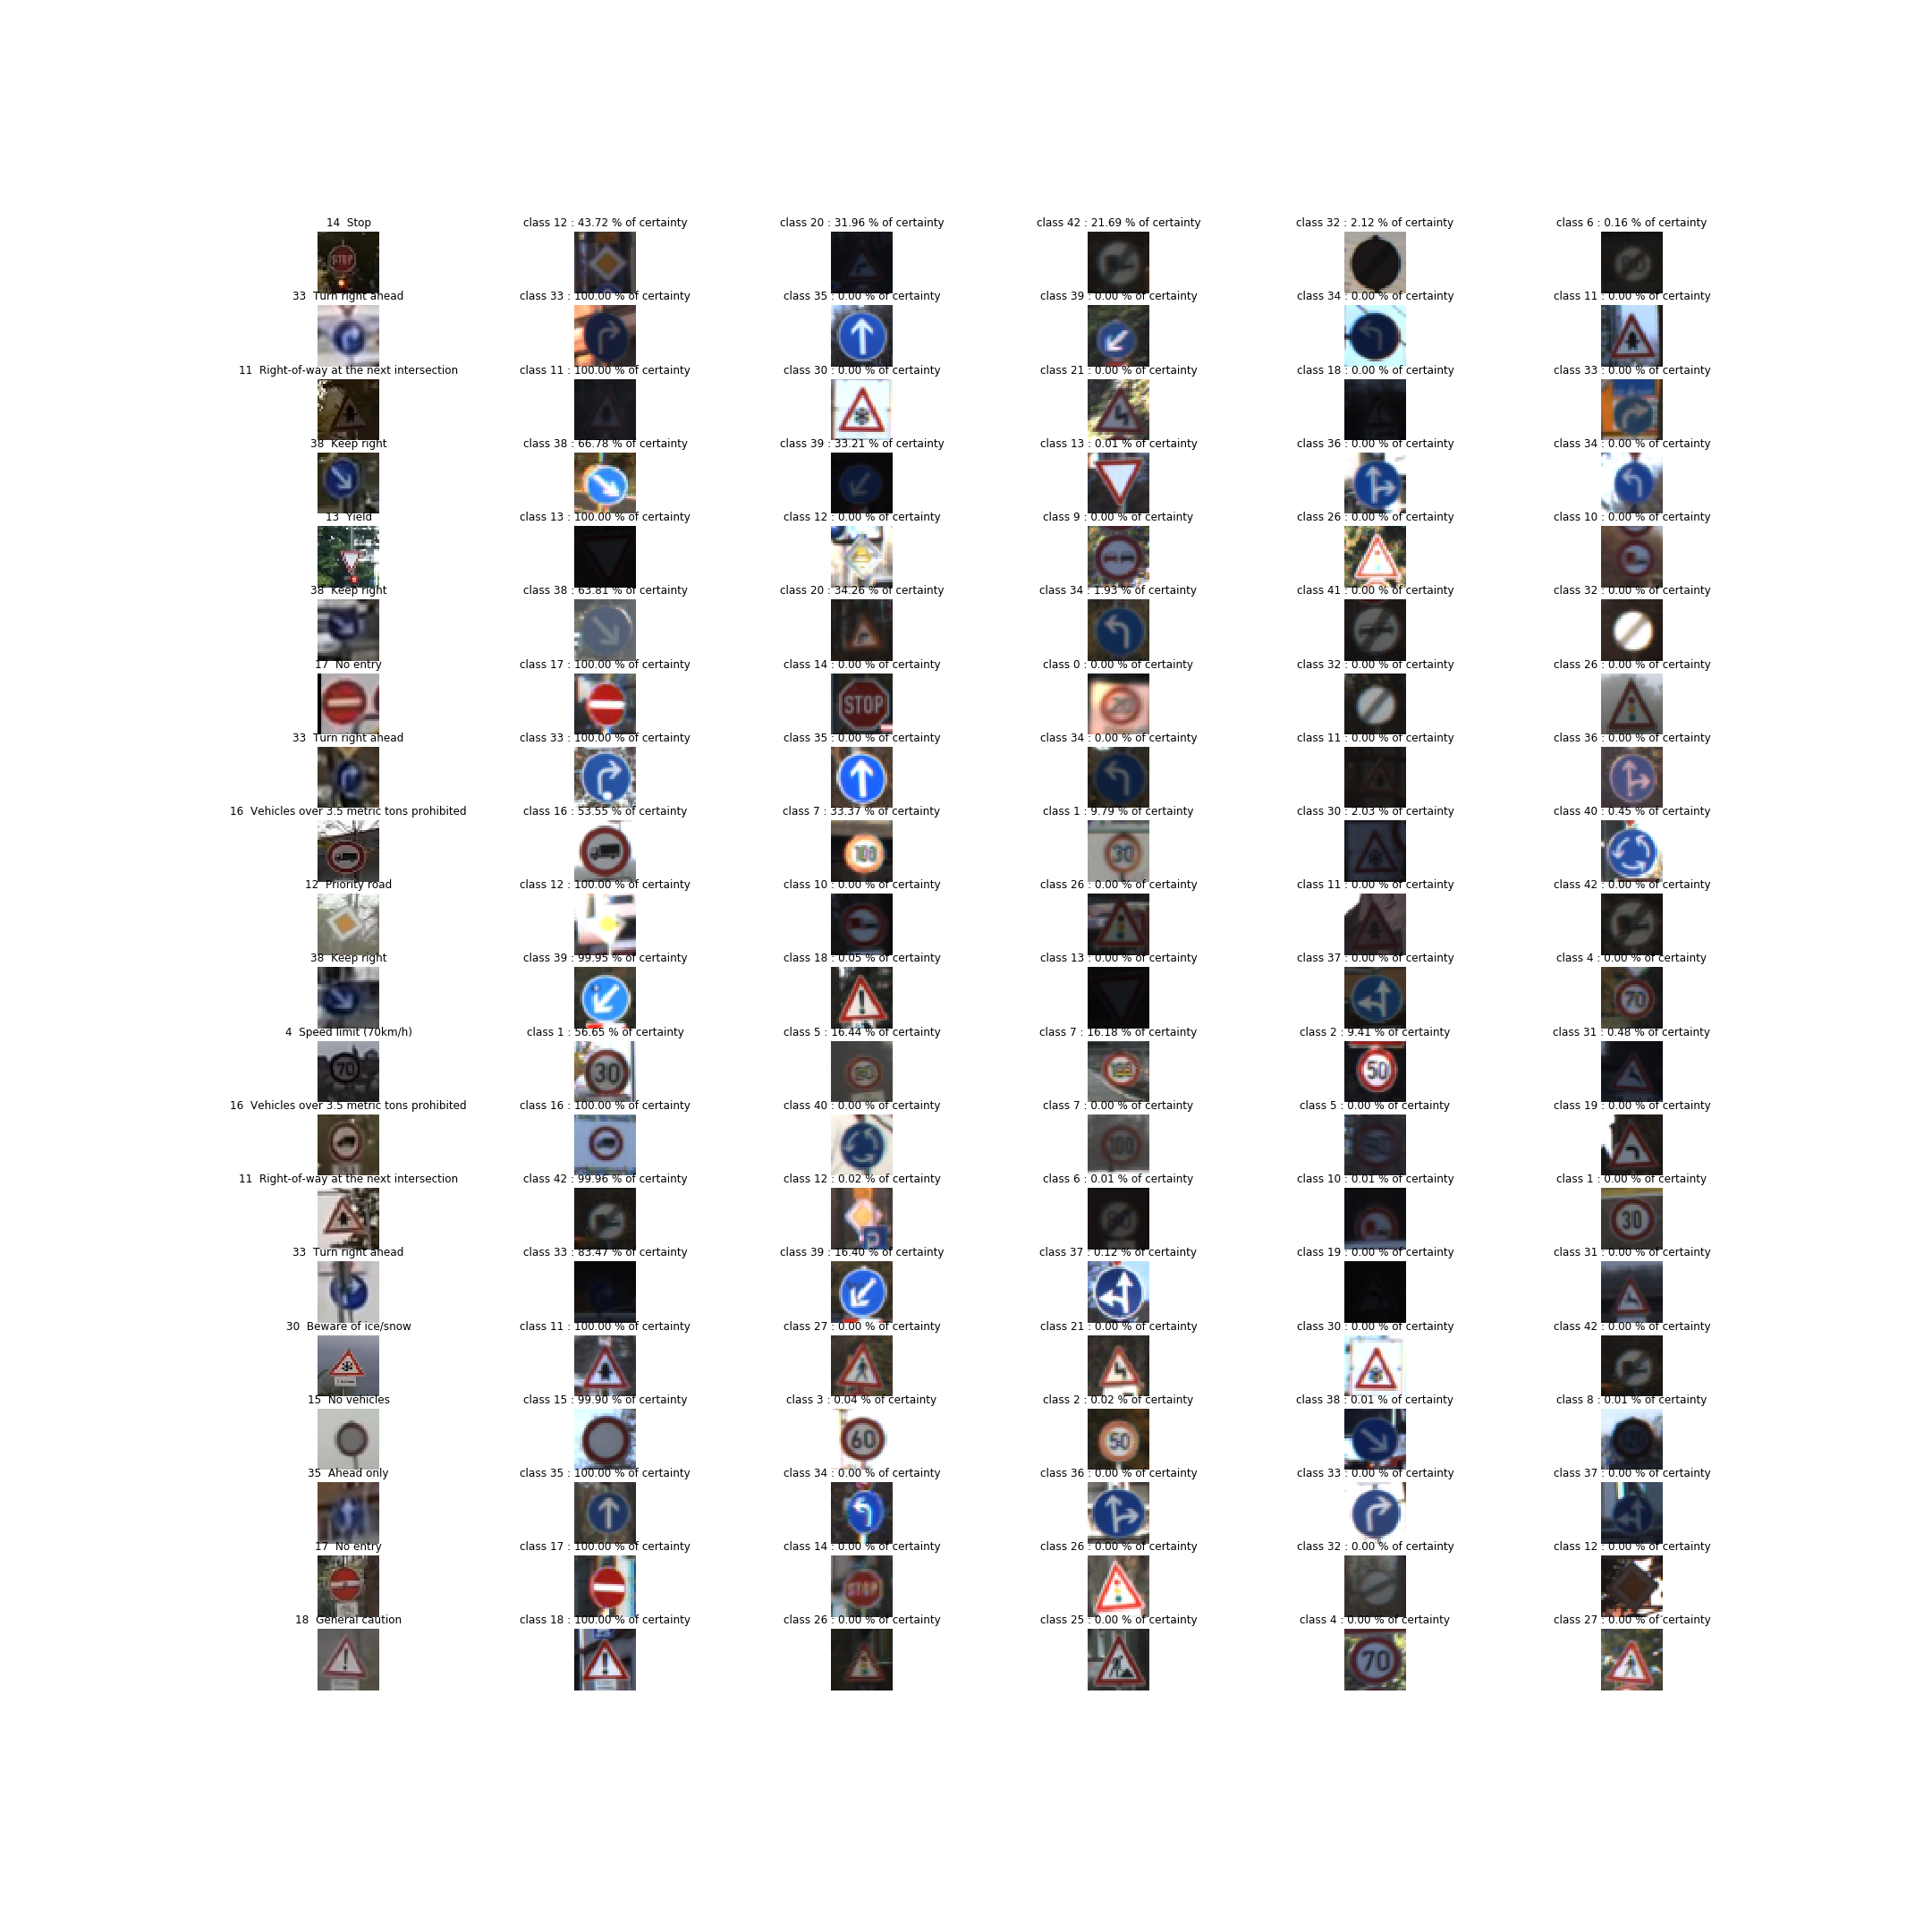 14 Stop class 12 : 43.72 % of certainty class 20 : 31.96 % of certainty class 42 : 21.69 % of certainty class 32 : 2.12 % of certainty class 6 : 0.16 % of certainty
STOP
33 Turn right ahead class 33 : 100.00 % of certainty class 35 : 0.00 % of certainty class 39 : 0.00 % of certainty class 34 : 0.00 % of certainty class 11 : 0.00 % of certainty
11 Right-of-way at the next intersection class 11 : 100.00 % of certainty class 30 : 0.00 % of certainty class 21 : 0.00 % of certainty class 18 : 0.00 % of certainty class 33 : 0.00 % of certainty
38 Keep right class 38 : 66.78 % of certainty class 39 : 33.21 % of certainty class 13 : 0.01 % of certainty class 36 : 0.00 % of certainty class 34 : 0.00 % of certainty
13 Yield class 13 : 100.00 % of certainty class 12 : 0.00 % of certainty class 9 : 0.00 % of certainty class 26 : 0.00 % of certainty class 10 : 0.00 % of certainty
38 Keep right class 38 : 63.81 % of certainty class 20 : 34.26 % of certainty class 34 : 1.93 % of certainty class 41 : 0.00 % of certainty class 32 : 0.00 % of certainty
17 No entry class 17 : 100.00 % of certainty class 14 : 0.00 % of certainty class 0 : 0.00 % of certainty class 32 : 0.00 % of certainty class 26 : 0.00 % of certainty
STOP 20
33 Turn right ahead class 33 : 100.00 % of certainty class 35 : 0.00 % of certainty class 34 : 0.00 % of certainty class 11 : 0.00 % of certainty class 36 : 0.00 % of certainty
16 Vehicles over 3.5 metric tons prohibited class 16 : 53.55 % of certainty class 7 : 33.37 % of certainty class 1 : 9.79 % of certainty class 30 : 2.03 % of certainty class 40 : 0.45 % of certainty
100 30
12 Priority road class 12 : 100.00 % of certainty class 10 : 0.00 % of certainty class 26 : 0.00 % of certainty class 11 : 0.00 % of certainty class 42 : 0.00 % of certainty
38 Keep right class 39 : 99.95 % of certainty class 18 : 0.05 % of certainty class 13 : 0.00 % of certainty class 37 : 0.00 % of certainty class 4 : 0.00 % of certainty
70
4 Speed limit (70km/h) class 1 : 56.65 % of certainty class 5 : 16.44 % of certainty class 7 : 16.18 % of certainty class 2 : 9.41 % of certainty class 31 : 0.48 % of certainty
70 30 50
16 Vehicles over 3.5 metric tons prohibited class 16 : 100.00 % of certainty class 40 : 0.00 % of certainty class 7 : 0.00 % of certainty class 5 : 0.00 % of certainty class 19 : 0.00 % of certainty
100
11 Right-of-way at the next intersection class 42 : 99.96 % of certainty class 12 : 0.02 % of certainty class 6 : 0.01 % of certainty class 10 : 0.01 % of certainty class 1 : 0.00 % of certainty
P 30
33 Turn right ahead class 33 : 83.47 % of certainty class 39 : 16.40 % of certainty class 37 : 0.12 % of certainty class 19 : 0.00 % of certainty class 31 : 0.00 % of certainty
30 Beware of ice/snow class 11 : 100.00 % of certainty class 27 : 0.00 % of certainty class 21 : 0.00 % of certainty class 30 : 0.00 % of certainty class 42 : 0.00 % of certainty
15 No vehicles class 15 : 99.90 % of certainty class 3 : 0.04 % of certainty class 2 : 0.02 % of certainty class 38 : 0.01 % of certainty class 8 : 0.01 % of certainty
60 50
35 Ahead only class 35 : 100.00 % of certainty class 34 : 0.00 % of certainty class 36 : 0.00 % of certainty class 33 : 0.00 % of certainty class 37 : 0.00 % of certainty
17 No entry class 17 : 100.00 % of certainty class 14 : 0.00 % of certainty class 26 : 0.00 % of certainty class 32 : 0.00 % of certainty class 12 : 0.00 % of certainty
STOP
18 General caution class 18 : 100.00 % of certainty class 26 : 0.00 % of certainty class 25 : 0.00 % of certainty class 4 : 0.00 % of certainty class 27 : 0.00 % of certainty
70